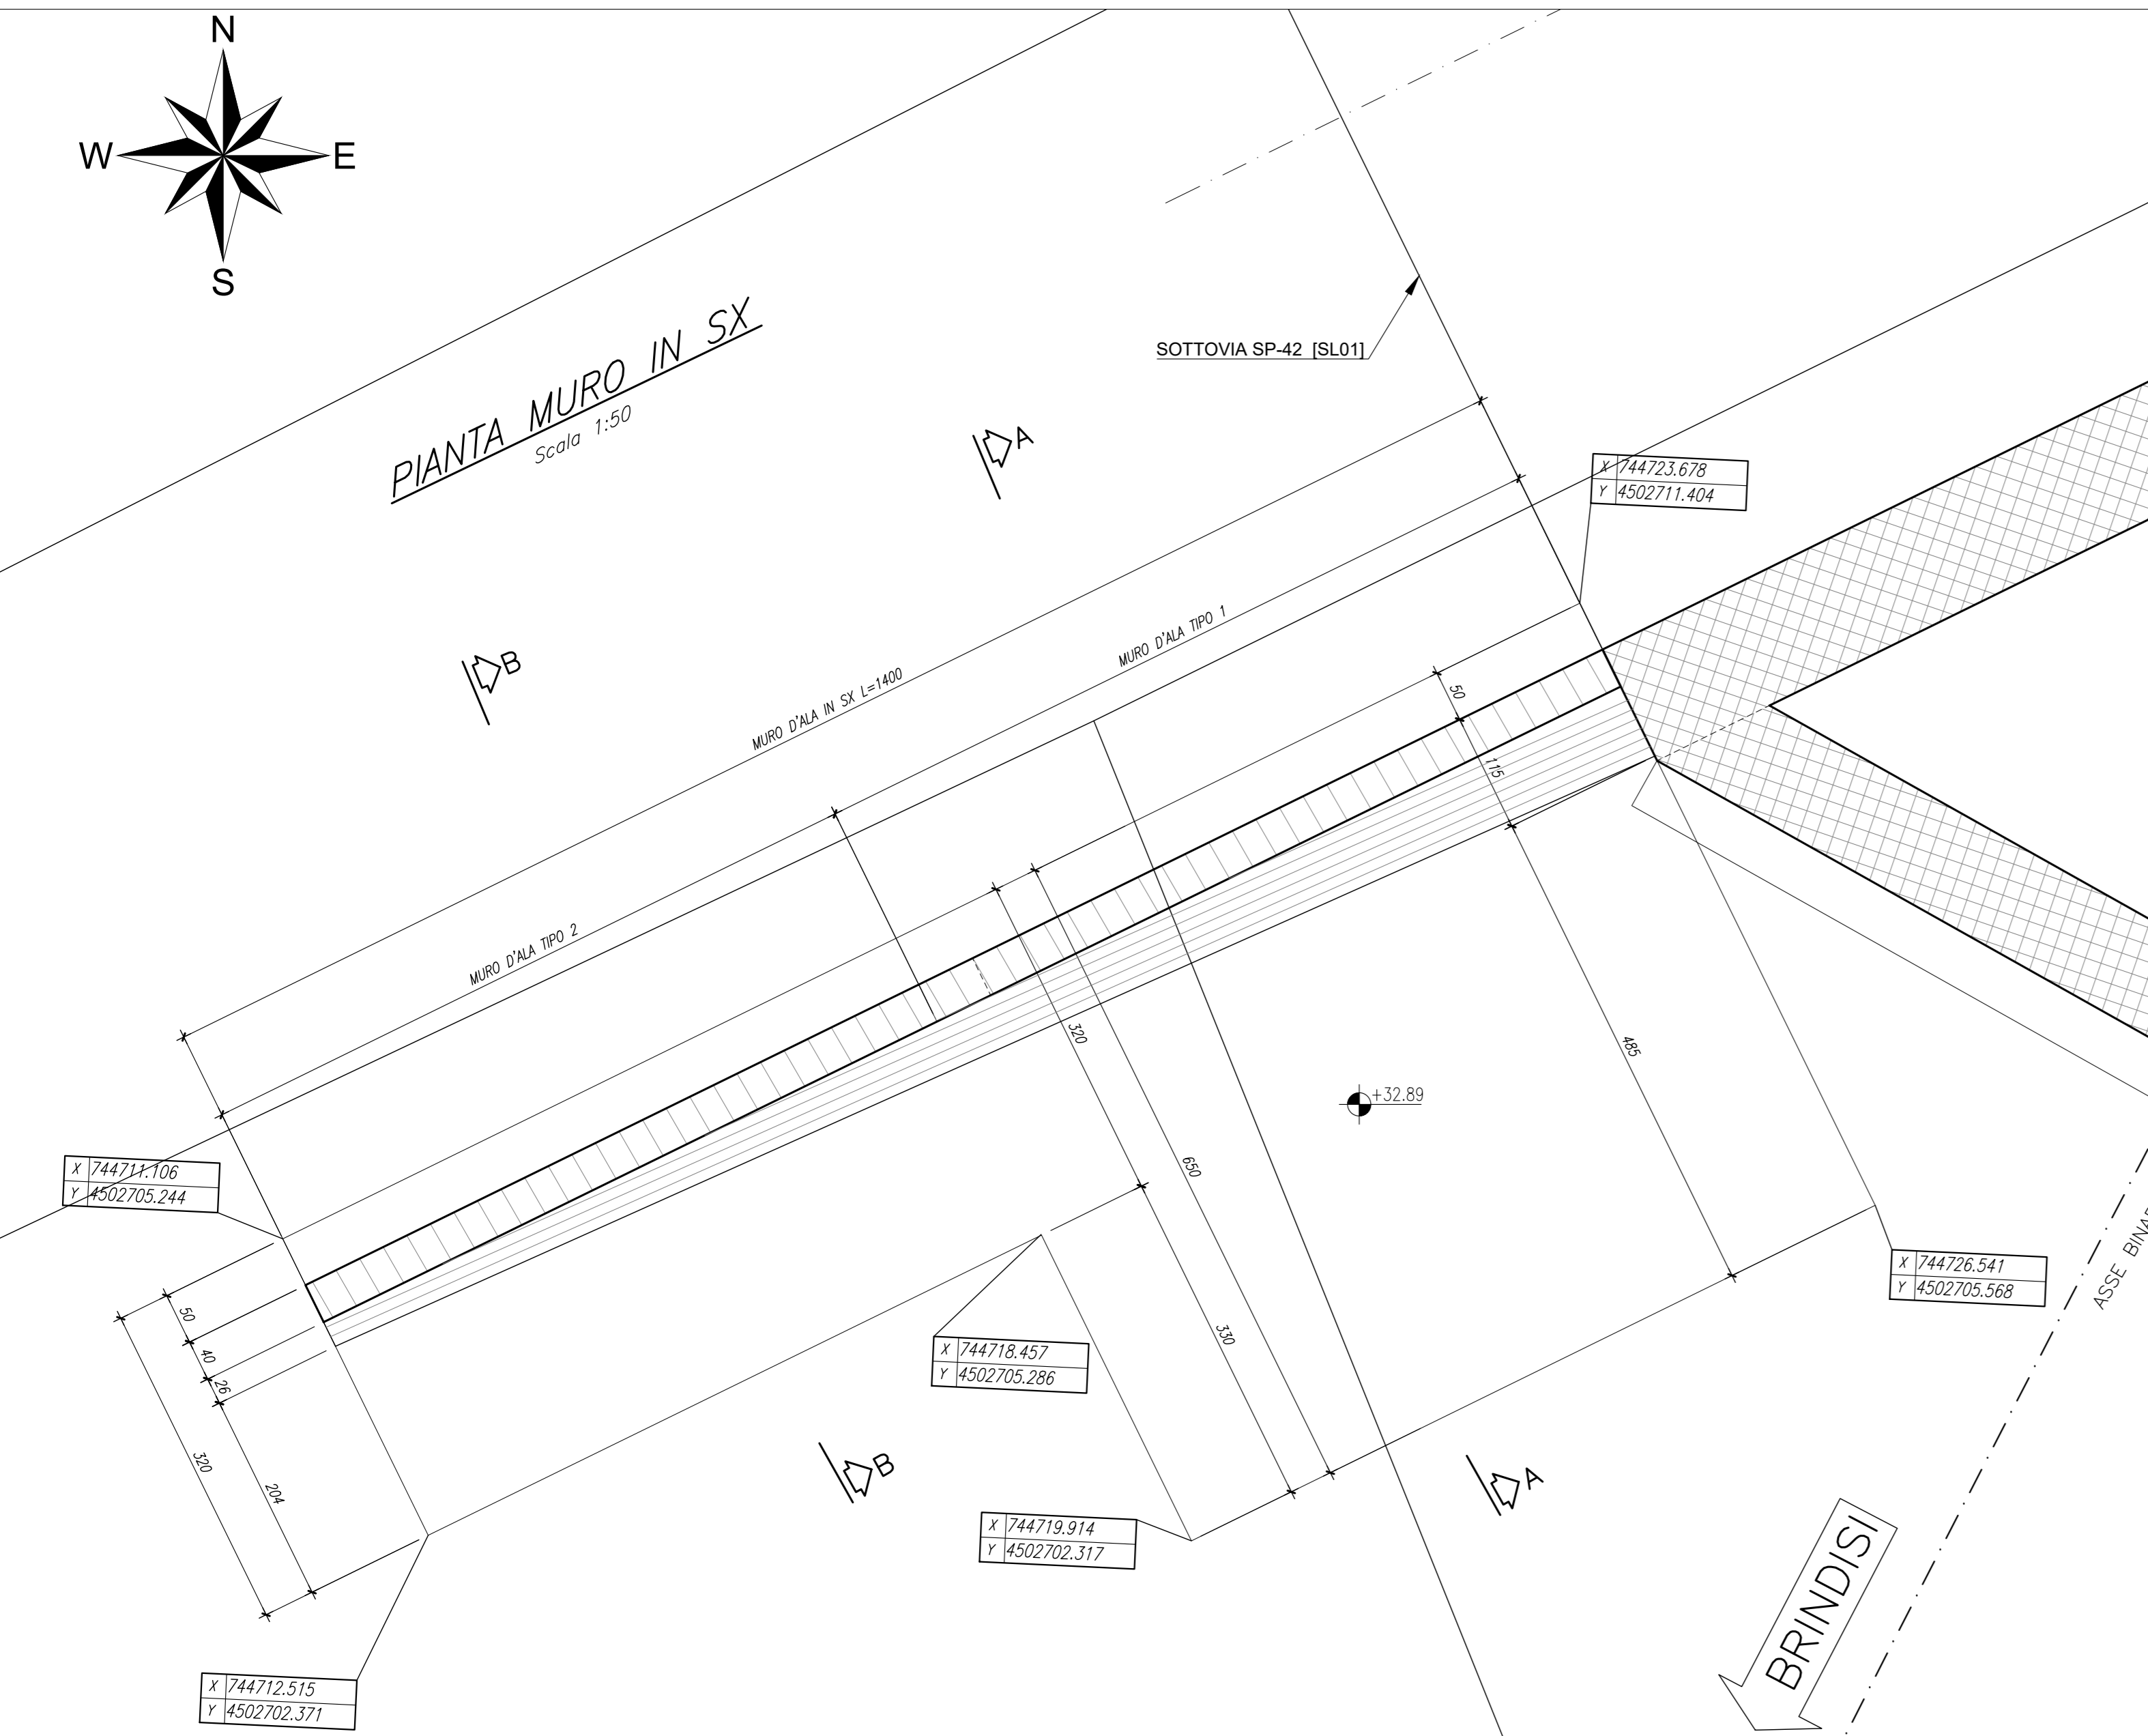 N
W E
S
PIANTA MURO IN SX
Scala 1:50
SOTTOVIA SP-42 [SL01]
A
B
X 744723.678
Y 4502711.404
MURO D'ALA TIPO 1
MURO D'ALA IN SX L=1400
MURO D'ALA TIPO 2
50
115
320
485
650
330
+32.89
X 744711.106
Y 4502705.244
50
40
26
320
204
X 744718.457
Y 4502705.286
X 744726.541
Y 4502705.568
ASSE
B
A
X 744719.914
Y 4502702.317
BRINDISI
X 744712.515
Y 4502702.371